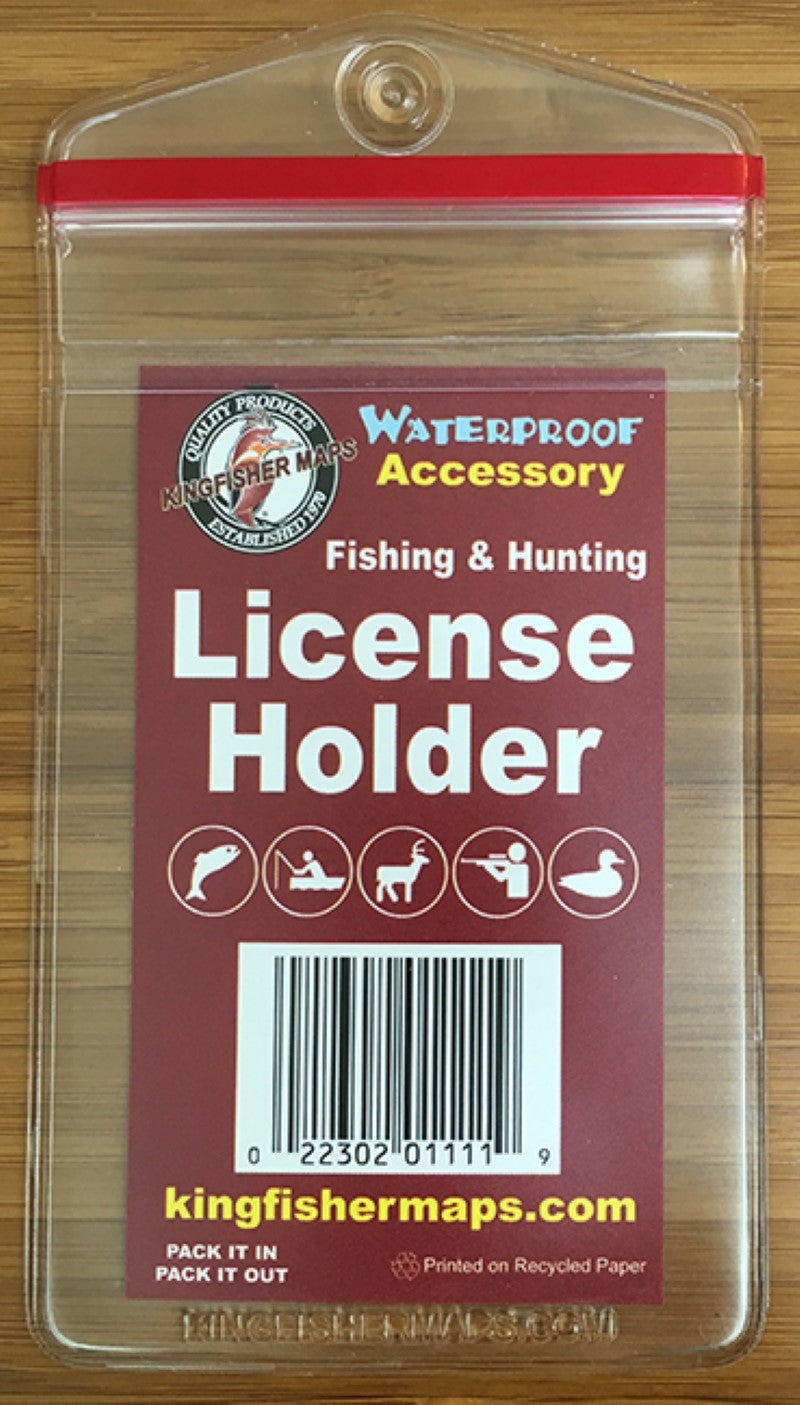 QUALITY PRODUCTS
KINGFISHER MAPS
®
ESTABLISHED 1970
WATERPROOF
Accessory
Fishing & Hunting
License
Holder
0 22302 01111 9
kingfishermaps.com
PACK IT IN
PACK IT OUT
Printed on Recycled Paper
KINGFISHERMAPS.COM